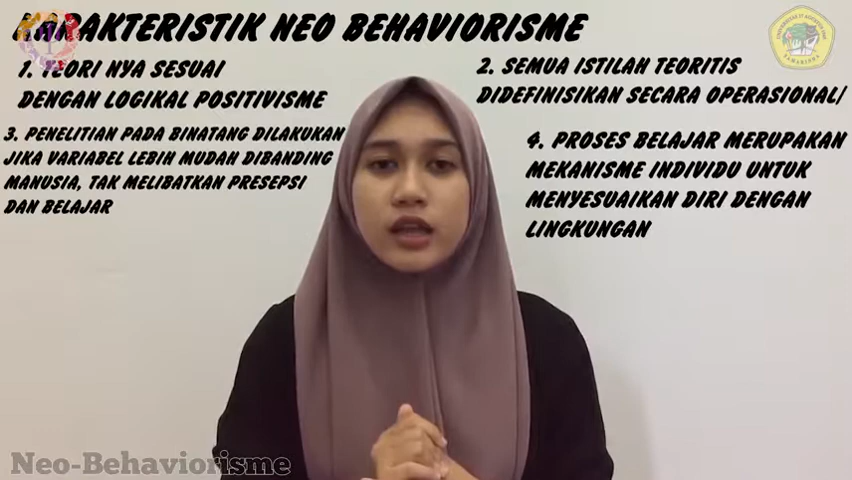 KARAKTERISTIK NEO BEHAVIORISME
1. TEORI NYA SESUAI
DENGAN LOGIKAL POSITIVISME
2. SEMUA ISTILAH TEORITIS
DIDEFINISIKAN SECARA OPERASIONAL/
3. PENELITIAN PADA BINATANG DILAKUKAN
JIKA VARIABEL LEBIH MUDAH DIBANDING
MANUSIA, TAK MELIBATKAN PRESEPSI
DAN BELAJAR
4. PROSES BELAJAR MERUPAKAN
MEKANISME INDIVIDU UNTUK
MENYESUAIKAN DIRI DENGAN
LINGKUNGAN
SAMARINDA
Neo-Behaviorisme